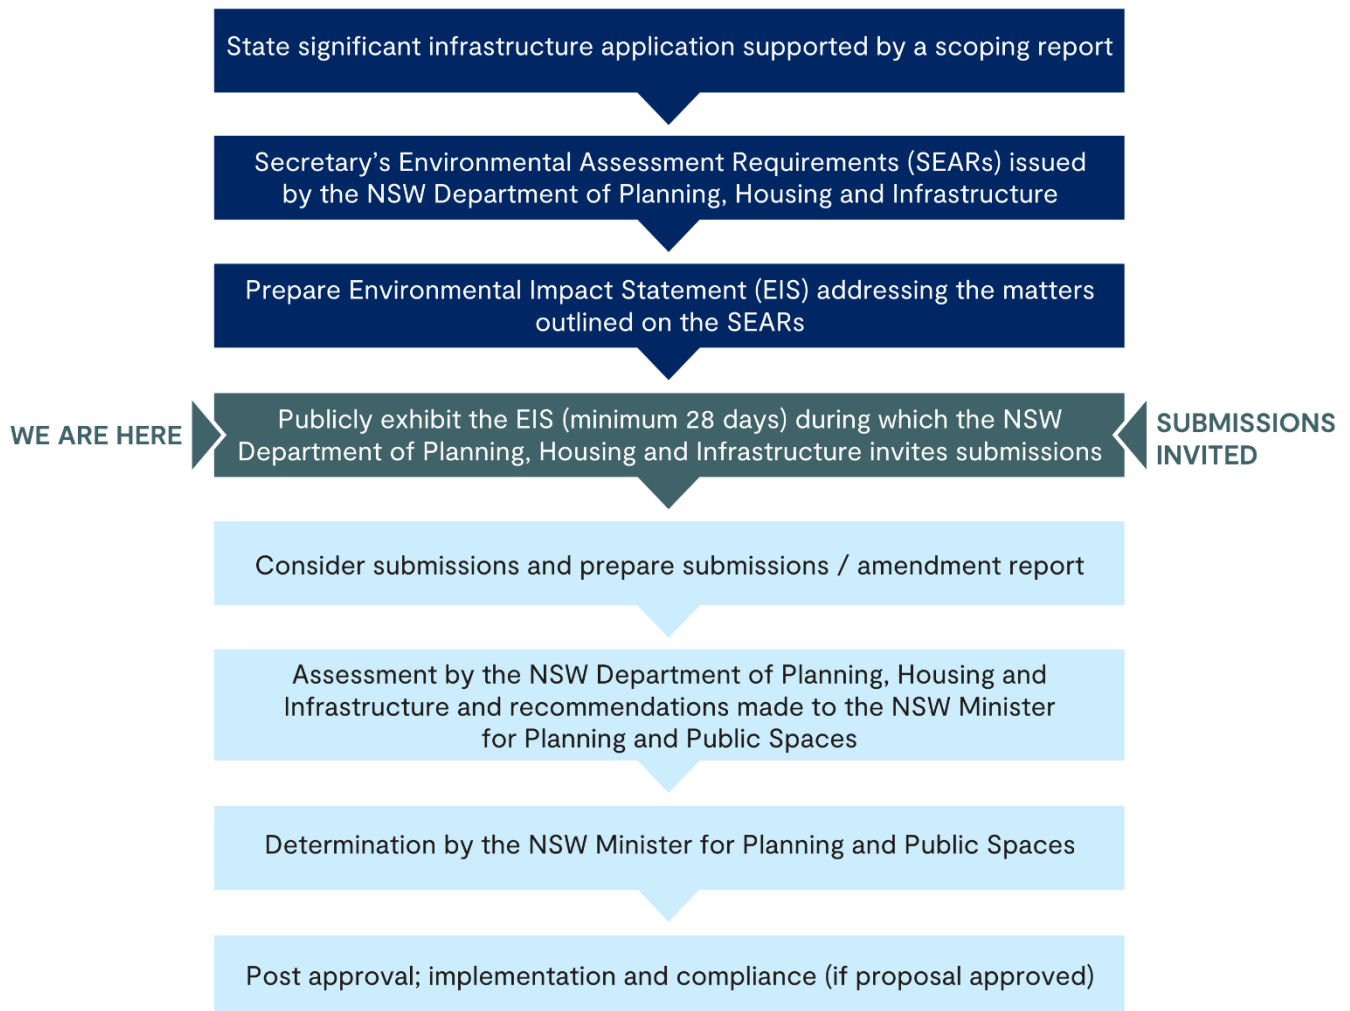 State significant infrastructure application supported by a scoping report
Secretary’s Environmental Assessment Requirements (SEARs) issued
by the NSW Department of Planning, Housing and Infrastructure
Prepare Environmental Impact Statement (EIS) addressing the matters
outlined on the SEARs
WE ARE HERE
Publicly exhibit the EIS (minimum 28 days) during which the NSW
Department of Planning, Housing and Infrastructure invites submissions
SUBMISSIONS
INVITED
Consider submissions and prepare submissions / amendment report
Assessment by the NSW Department of Planning, Housing and
Infrastructure and recommendations made to the NSW Minister
for Planning and Public Spaces
Determination by the NSW Minister for Planning and Public Spaces
Post approval; implementation and compliance (if proposal approved)